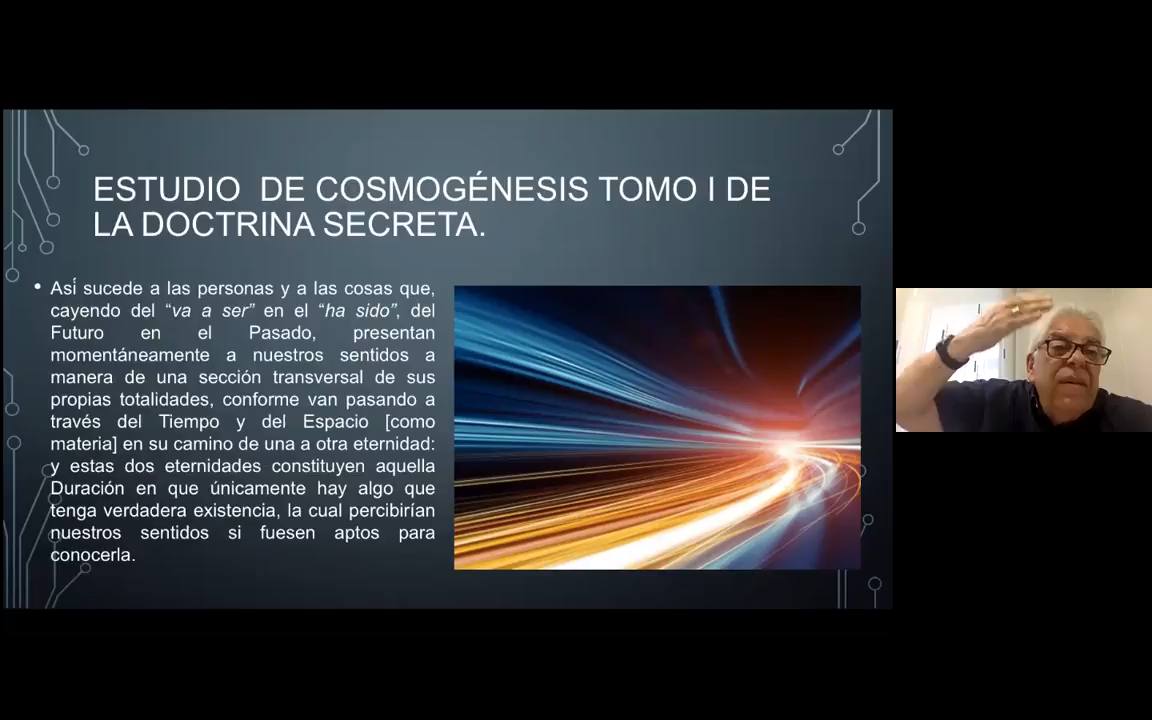 ESTUDIO DE COSMOGÉNESIS TOMO I DE
LA DOCTRINA SECRETA.
• Así sucede a las personas y a las cosas que,
cayendo del “va a ser” en el “ha sido”, del
Futuro en el Pasado, presentan
momentáneamente a nuestros sentidos a
manera de una sección transversal de sus
propias totalidades, conforme van pasando a
través del Tiempo y del Espacio [como
materia] en su camino de una a otra eternidad:
y estas dos eternidades constituyen aquella
Duración en que únicamente hay algo que
tenga verdadera existencia, la cual percibirían
nuestros sentidos si fuesen aptos para
conocerla.